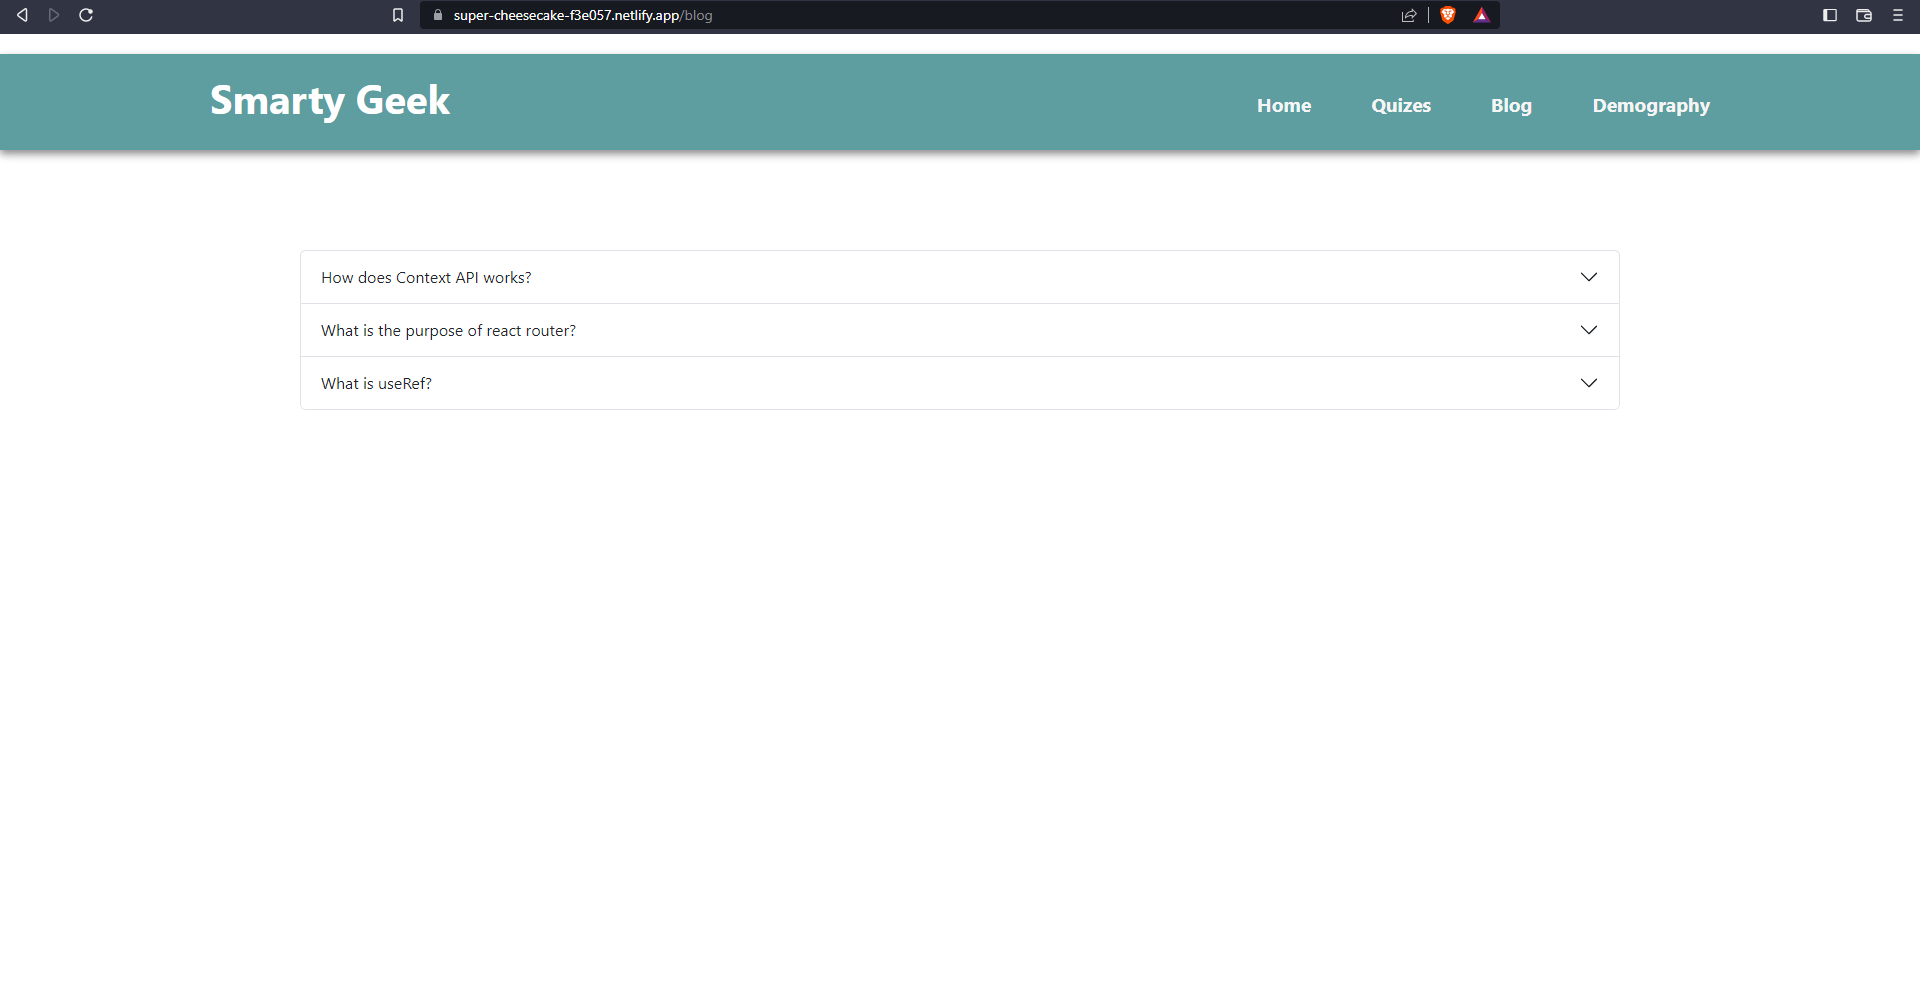 super-cheesecake-f3e057.netlify.app/blog
Smarty Geek
Home Quizes Blog Demography
How does Context API works?
What is the purpose of react router?
What is useRef?